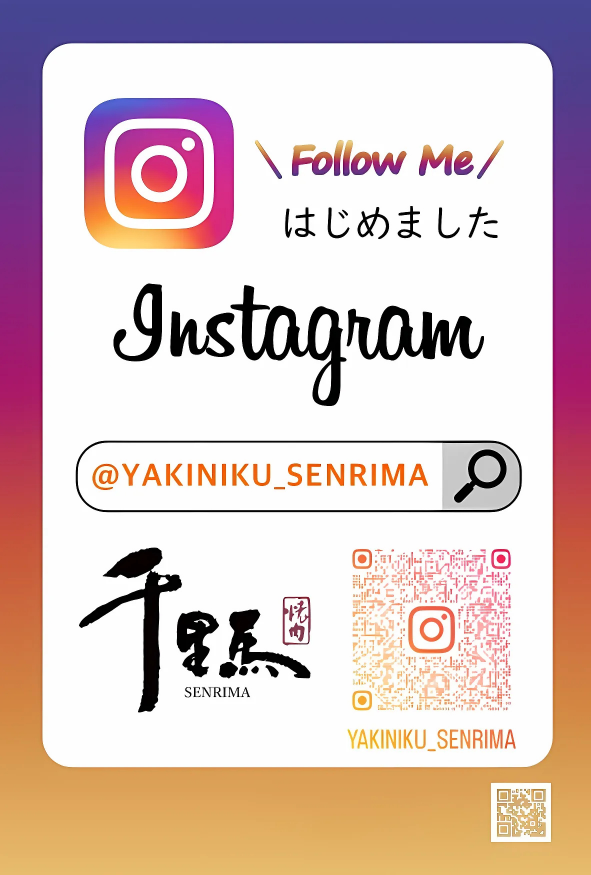 \ Follow Me /
はじめました
Instagram
@YAKINIKU_SENRIMA
千里馬
焼肉
SENRIMA
YAKINIKU_SENRIMA